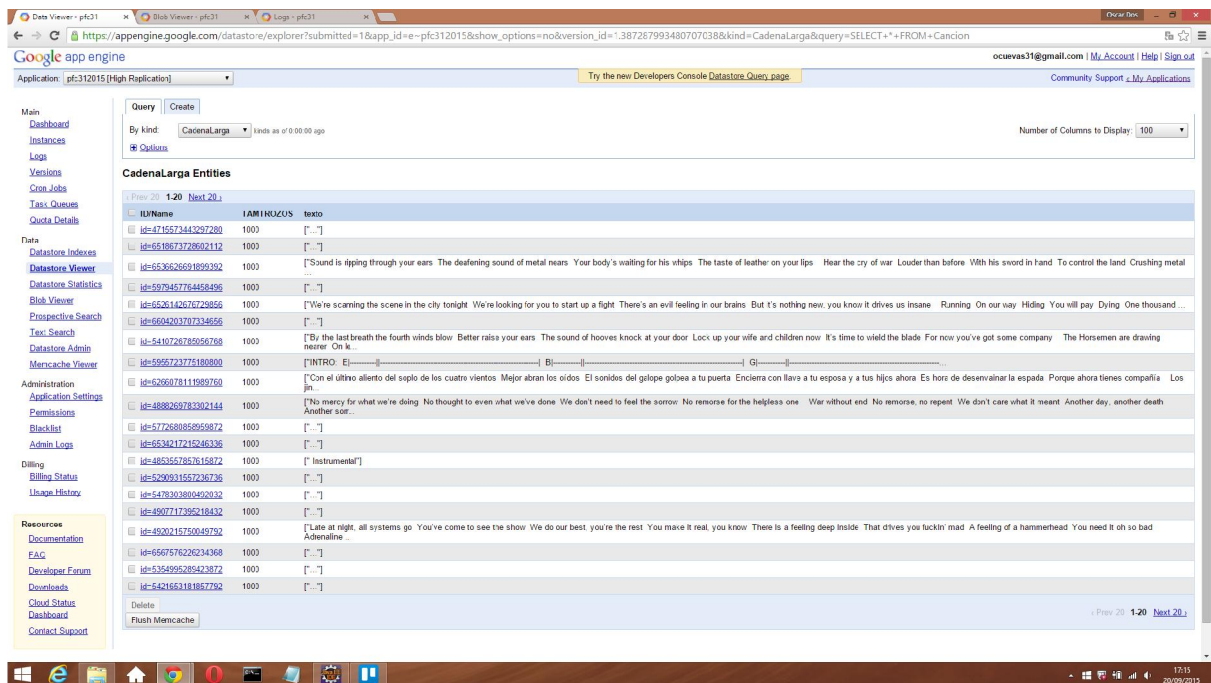 Data Viewer - pfc31
Blob Viewer - pfc31
Logs - pfc31
Oscar Dos
https://appengine.google.com/datastore/explorer?submitted=1&app_id=e~pfc312015&show_options=no&version_id=1.387267993480707038&kind=CadenaLarga&query=SELECT+*+FROM+Cancion
Google app engine
ocuevas31@gmail.com | My Account | Help | Sign out
Application: pfc312015 [High Replication]
Try the new Developers Console Datastore Query page.
Community Support « My Applications
Main
Dashboard
Instances
Logs
Versions
Cron Jobs
Task Queues
Quota Details
Data
Datastore Indexes
Datastore Viewer
Datastore Statistics
Blob Viewer
Prospective Search
Text Search
Datastore Admin
Memcache Viewer
Administration
Application Settings
Permissions
Blacklist
Admin Logs
Billing
Billing Status
Usage History
Resources
Documentation
FAQ
Developer Forum
Downloads
Cloud Status
Dashboard
Contact Support
Query Create
By kind: CadenaLarga kinds as of 0:00:00 ago
Number of Columns to Display: 100
Options
CadenaLarga Entities
‹ Prev 20 1-20 Next 20 ›
ID/Name TAMTROZOS texto
id=4715573443297280 1000 ["..."]
id=6518673728602112 1000 ["..."]
id=6536626691899392 1000 ["Sound is ripping through your ears The deafening sound of metal nears Your body's waiting for his whips The taste of leather on your lips Hear the cry of war Louder than before With his sword in hand To control the land Crushing metal
...
id=5979457764458496 1000 ["..."]
id=6526142676729856 1000 ["We're scanning the scene in the city tonight We're looking for you to start up a fight There's an evil feeling in our brains But it's nothing new, you know it drives us insane Running On our way Hiding You will pay Dying One thousand ...
id=6604203707334656 1000 ["..."]
id=5410726785056768 1000 ["By the last breath the fourth winds blow Better raise your ears The sound of hooves knock at your door Lock up your wife and children now It's time to wield the blade For now you've got some company The Horsemen are drawing
nearer On le...
id=5955723775180800 1000 ["INTRO: E|----------||----------------------------------------| B|----------||----------------------------------------| G|----------||----------------------------------------...
id=6266078111989760 1000 ["Con el último aliento del soplo de los cuatro vientos Mejor abran los oídos El sonidos del galope golpea a tu puerta Encierra con llave a tu esposa y a tus hijos ahora Es hora de desenvainar la espada Porque ahora tienes compañía Los
jin...
id=4888269783302144 1000 ["No mercy for what we're doing No thought to even what we've done We don't need to feel the sorrow No remorse for the helpless one War without end No remorse, no repent We don't care what it meant Another day, another death
Another sorr...
id=5772680858959872 1000 ["..."]
id=6534217215246336 1000 ["..."]
id=4853557857615872 1000 [" Instrumental"]
id=5290931557236736 1000 ["..."]
id=5478303800492032 1000 ["..."]
id=4907717395218432 1000 ["..."]
id=4920215750049792 1000 ["Late at night, all systems go You've come to see the show We do our best, you're the rest You make it real, you know There is a feeling deep inside That drives you fuckin' mad A feeling of a hammerhead You need it oh so bad
Adrenaline ...
id=6567576226234368 1000 ["..."]
id=5354995289423872 1000 ["..."]
id=5421653181857792 1000 ["..."]
Delete
Flush Memcache
‹ Prev 20 1-20 Next 20 ›
17:15
20/09/2015